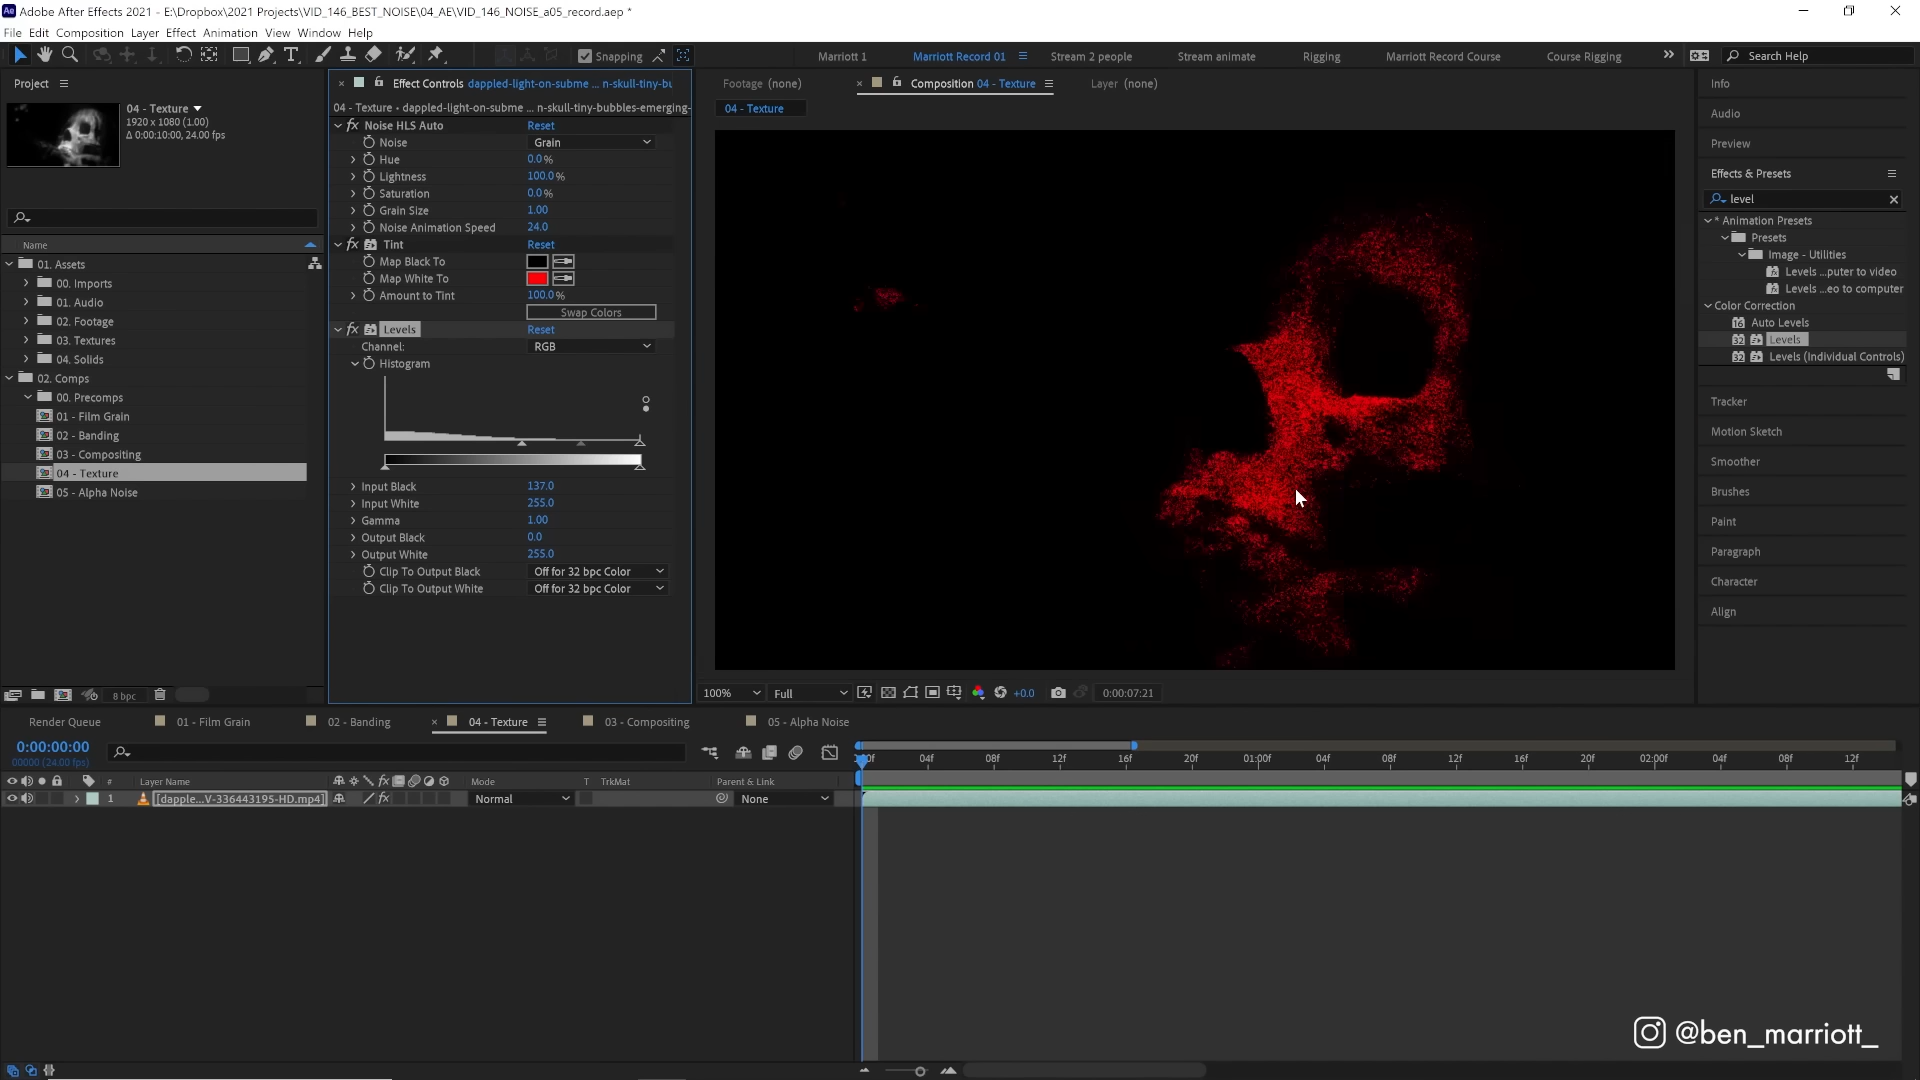 Adobe After Effects 2021 - E:\Dropbox\2021 Projects\VID_146_BEST_NOISE\04_AE\VID_146_NOISE_a05_record.aep *
File Edit Composition Layer Effect Animation View Window Help
Snapping
Marriott 1
Marriott Record 01
Stream 2 people
Stream animate
Rigging
Marriott Record Course
Course Rigging
Search Help
Project
04 - Texture
1920 x 1080 (1.00)
Δ 0:00:10:00, 24.00 fps
Name
01. Assets
00. Imports
01. Audio
02. Footage
03. Textures
04. Solids
02. Comps
00. Precomps
01 - Film Grain
02 - Banding
03 - Compositing
04 - Texture
05 - Alpha Noise
8 bpc
Effect Controls dappled-light-on-subme ... n-skull-tiny-bu
04 - Texture • dappled-light-on-subme ... n-skull-tiny-bubbles-emerging-
fx Noise HLS Auto Reset
Noise Grain
Hue 0.0%
Lightness 100.0%
Saturation 0.0%
Grain Size 1.00
Noise Animation Speed 24.0
fx Tint Reset
Map Black To
Map White To
Amount to Tint 100.0%
Swap Colors
fx Levels Reset
Channel: RGB
Histogram
Input Black 137.0
Input White 255.0
Gamma 1.00
Output Black 0.0
Output White 255.0
Clip To Output Black Off for 32 bpc Color
Clip To Output White Off for 32 bpc Color
Footage (none)
Composition 04 - Texture
Layer (none)
04 - Texture
100% Full +0.0 0:00:07:21
Info
Audio
Preview
Effects & Presets
level
* Animation Presets
Presets
Image - Utilities
Levels ...puter to video
Levels ...eo to computer
Color Correction
16 Auto Levels
32 Levels
32 Levels (Individual Controls)
Tracker
Motion Sketch
Smoother
Brushes
Paint
Paragraph
Character
Align
Render Queue
01 - Film Grain
02 - Banding
04 - Texture
03 - Compositing
05 - Alpha Noise
0:00:00:00
00000 (24.00 fps)
# Layer Name fx Mode T TrkMat Parent & Link
1 [dapple...V-336443195-HD.mp4] fx Normal None
04f 08f 12f 16f 20f 01:00f 04f 08f 12f 16f 20f 02:00f 04f 08f 12f
@ben_marriott_